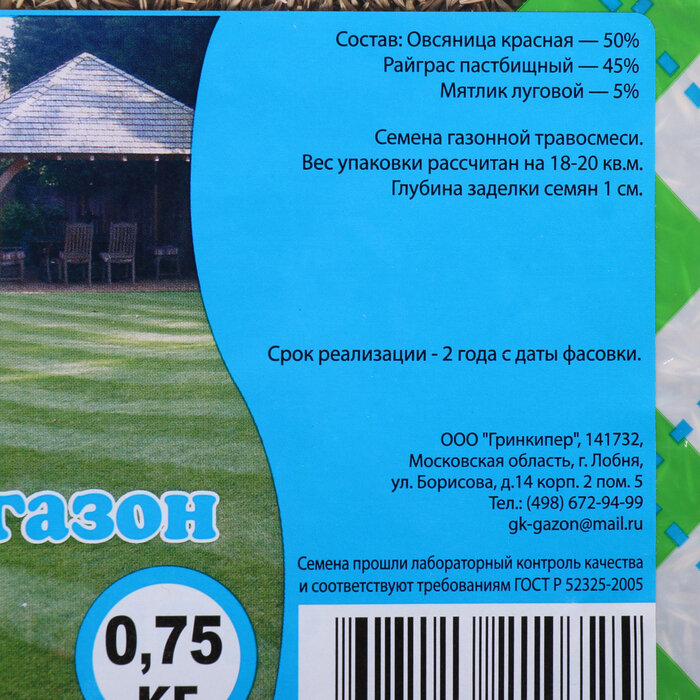 Состав: Овсяница красная — 50%
Райграс пастбищный — 45%
Мятлик луговой — 5%
Семена газонной травосмеси.
Вес упаковки рассчитан на 18-20 кв.м.
Глубина заделки семян 1 см.
Срок реализации - 2 года с даты фасовки.
ООО "Гринкипер", 141732,
Московская область, г. Лобня,
ул. Борисова, д.14 корп. 2 пом. 5
Тел.: (498) 672-94-99
gk-gazon@mail.ru
Семена прошли лабораторный контроль качества
и соответствуют требованиям ГОСТ Р 52325-2005
газон
0,75
КГ